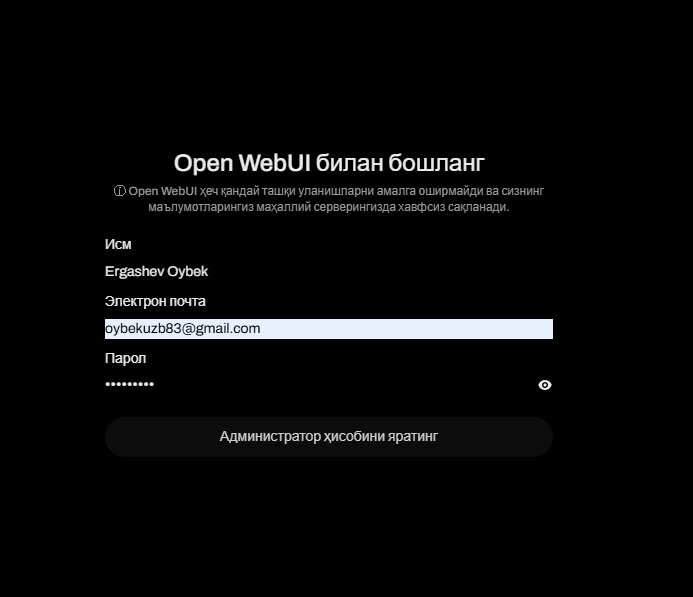 Open WebUI билан бошланг
ⓘ Open WebUI ҳеч қандай ташқи уланишларни амалга оширмайди ва сизнинг
маълумотларингиз маҳаллий серверингизда хавфсиз сақланади.
Исм
Ergashev Oybek
Электрон почта
oybekuzb83@gmail.com
Парол
•••••••••
Администратор ҳисобини яратинг